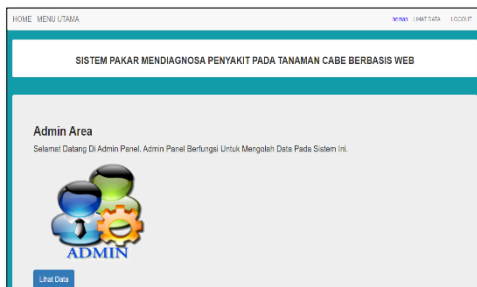 HOME MENU UTAMA
LIHAT DATA LOGOUT
SISTEM PAKAR MENDIAGNOSA PENYAKIT PADA TANAMAN CABE BERBASIS WEB
Admin Area
Selamat Datang Di Admin Panel. Admin Panel Berfungsi Untuk Mengolah Data Pada Sistem Ini.
ADMIN
Lihat Data